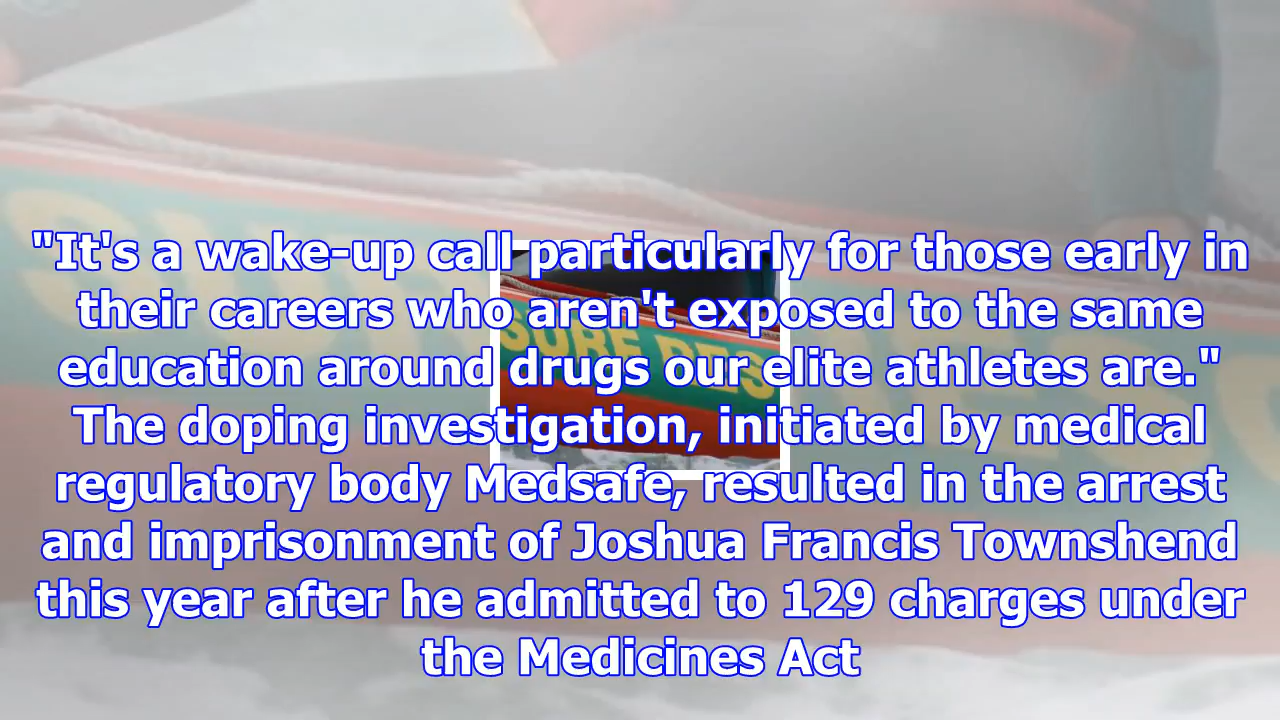 "It's a wake-up call particularly for those early in
their careers who aren't exposed to the same
education around drugs our elite athletes are."
The doping investigation, initiated by medical
regulatory body Medsafe, resulted in the arrest
and imprisonment of Joshua Francis Townshend
this year after he admitted to 129 charges under
the Medicines Act
SURF RES